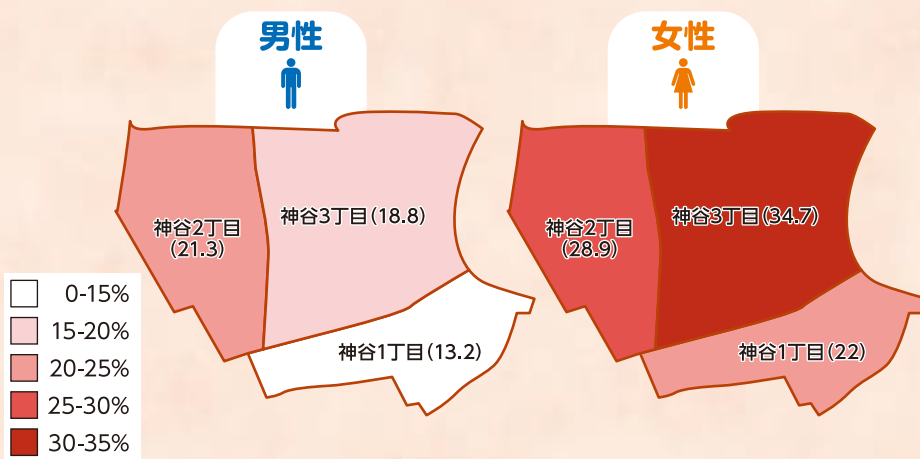 男性
女性
神谷2丁目
(21.3)
神谷3丁目(18.8)
神谷1丁目(13.2)
神谷2丁目
(28.9)
神谷3丁目(34.7)
神谷1丁目(22)
0-15%
15-20%
20-25%
25-30%
30-35%